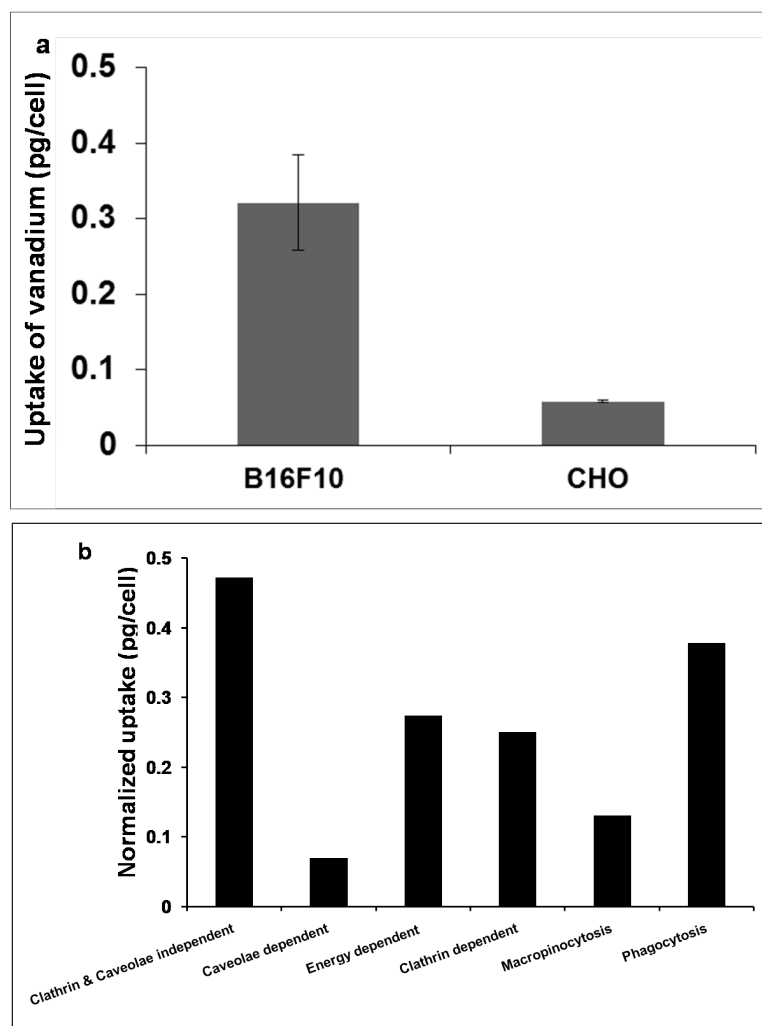 a
Uptake of vanadium (pg/cell)
0.5
0.4
0.3
0.2
0.1
0
B16F10 CHO
b
Normalized uptake (pg/cell)
0.5
0.4
0.3
0.2
0.1
0
Clathrin & Caveolae independent
Caveolae dependent
Energy dependent
Clathrin dependent
Macropinocytosis
Phagocytosis